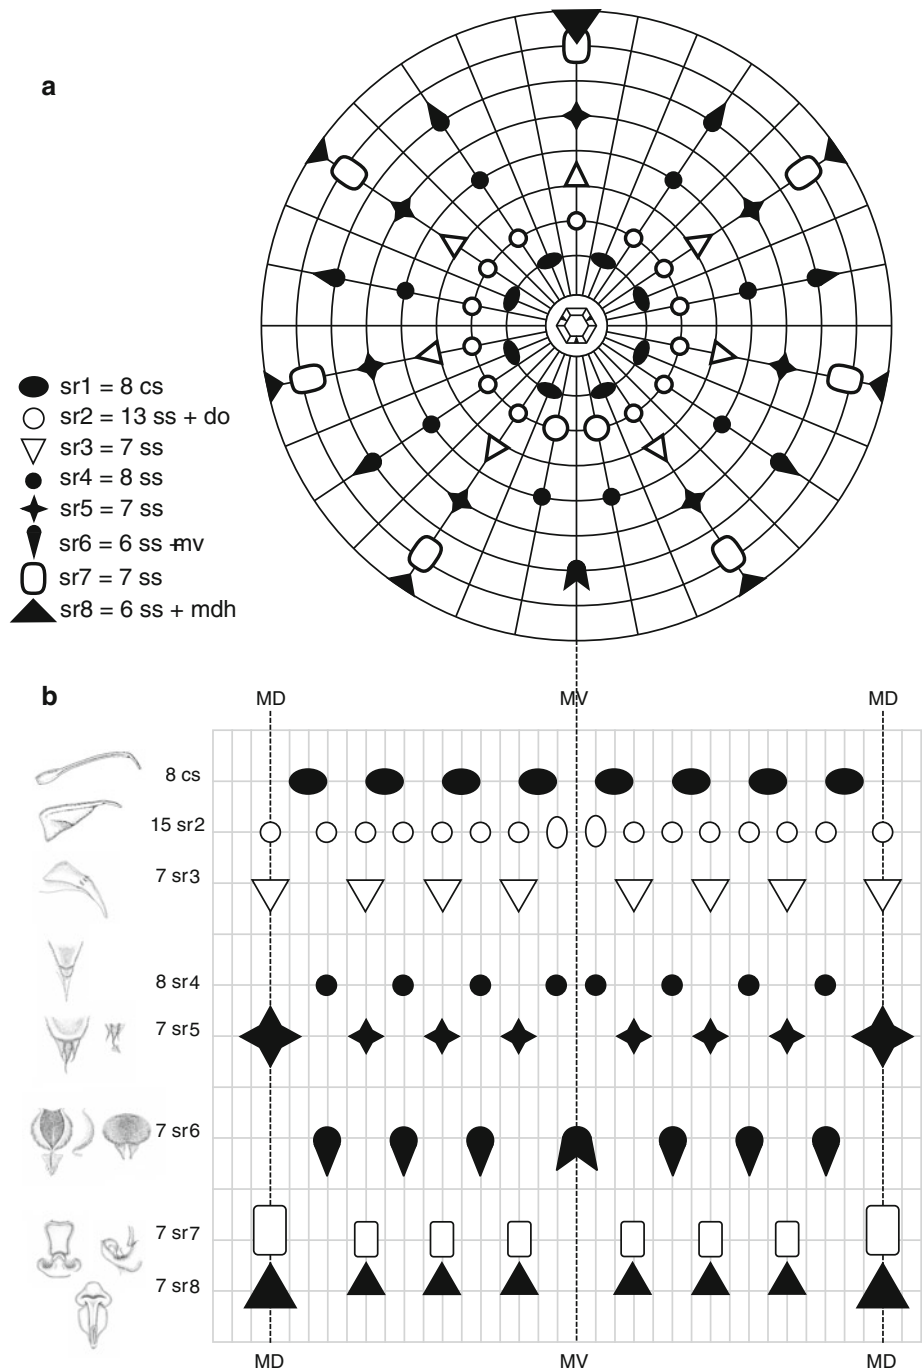 a
sr1 = 8 cs
sr2 = 13 ss + do
sr3 = 7 ss
sr4 = 8 ss
sr5 = 7 ss
sr6 = 6 ss +mv
sr7 = 7 ss
sr8 = 6 ss + mdh
b
MD MV MD
8 cs
15 sr2
7 sr3
8 sr4
7 sr5
7 sr6
7 sr7
7 sr8
MD MV MD